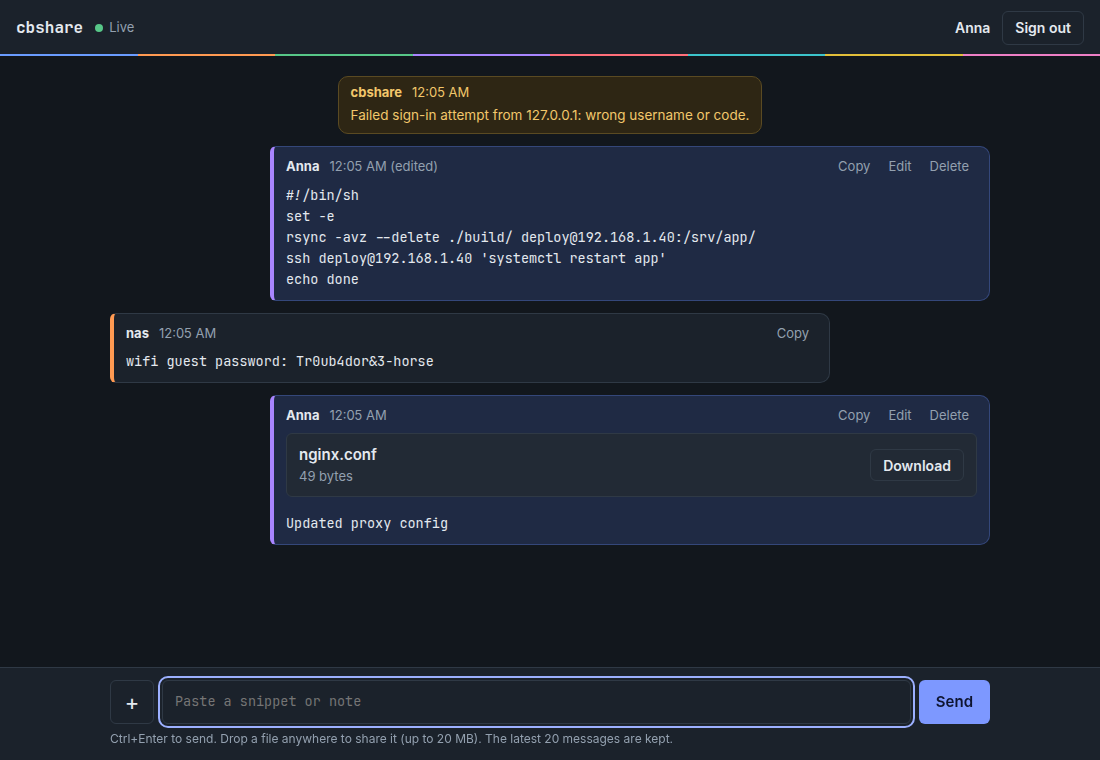 cbshare Live Anna Sign out
cbshare 12:05 AM
Failed sign-in attempt from 127.0.0.1: wrong username or code.
Anna 12:05 AM (edited) Copy Edit Delete
#!/bin/sh
set -e
rsync -avz --delete ./build/ deploy@192.168.1.40:/srv/app/
ssh deploy@192.168.1.40 'systemctl restart app'
echo done
nas 12:05 AM Copy
wifi guest password: Tr0ub4dor&3-horse
Anna 12:05 AM Copy Edit Delete
nginx.conf
49 bytes
Download
Updated proxy config
+ Paste a snippet or note Send
Ctrl+Enter to send. Drop a file anywhere to share it (up to 20 MB). The latest 20 messages are kept.